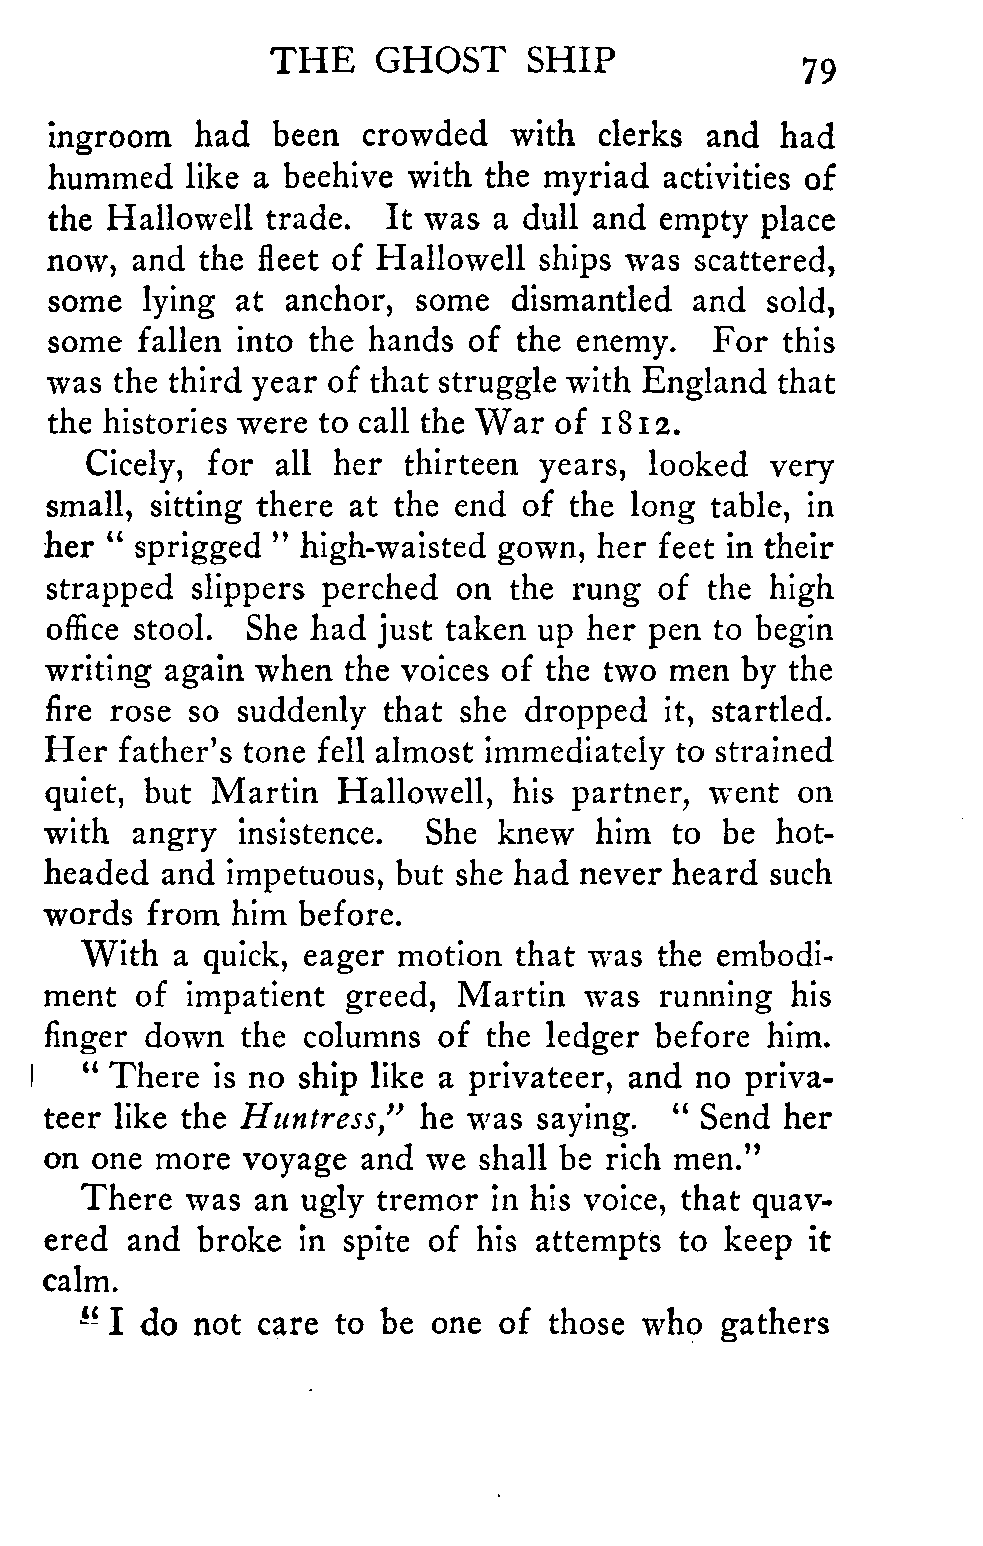 THE GHOST SHIP 79
ingroom had been crowded with clerks and had
hummed like a beehive with the myriad activities of
the Hallowell trade. It was a dull and empty place
now, and the fleet of Hallowell ships was scattered,
some lying at anchor, some dismantled and sold,
some fallen into the hands of the enemy. For this
was the third year of that struggle with England that
the histories were to call the War of 1812.
Cicely, for all her thirteen years, looked very
small, sitting there at the end of the long table, in
her “ sprigged ” high-waisted gown, her feet in their
strapped slippers perched on the rung of the high
office stool. She had just taken up her pen to begin
writing again when the voices of the two men by the
fire rose so suddenly that she dropped it, startled.
Her father's tone fell almost immediately to strained
quiet, but Martin Hallowell, his partner, went on
with angry insistence. She knew him to be hot-
headed and impetuous, but she had never heard such
words from him before.
With a quick, eager motion that was the embodi-
ment of impatient greed, Martin was running his
finger down the columns of the ledger before him.
“ There is no ship like a privateer, and no priva-
teer like the Huntress,” he was saying. “ Send her
on one more voyage and we shall be rich men.”
There was an ugly tremor in his voice, that quav-
ered and broke in spite of his attempts to keep it
calm.
“ I do not care to be one of those who gathers